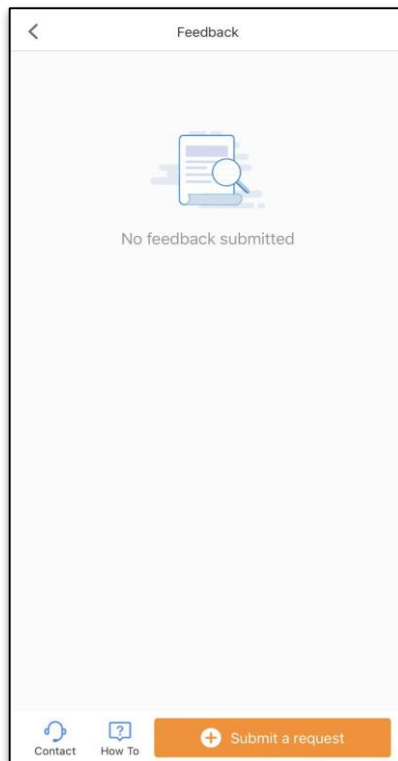 Feedback
No feedback submitted
Contact
How To
Submit a request